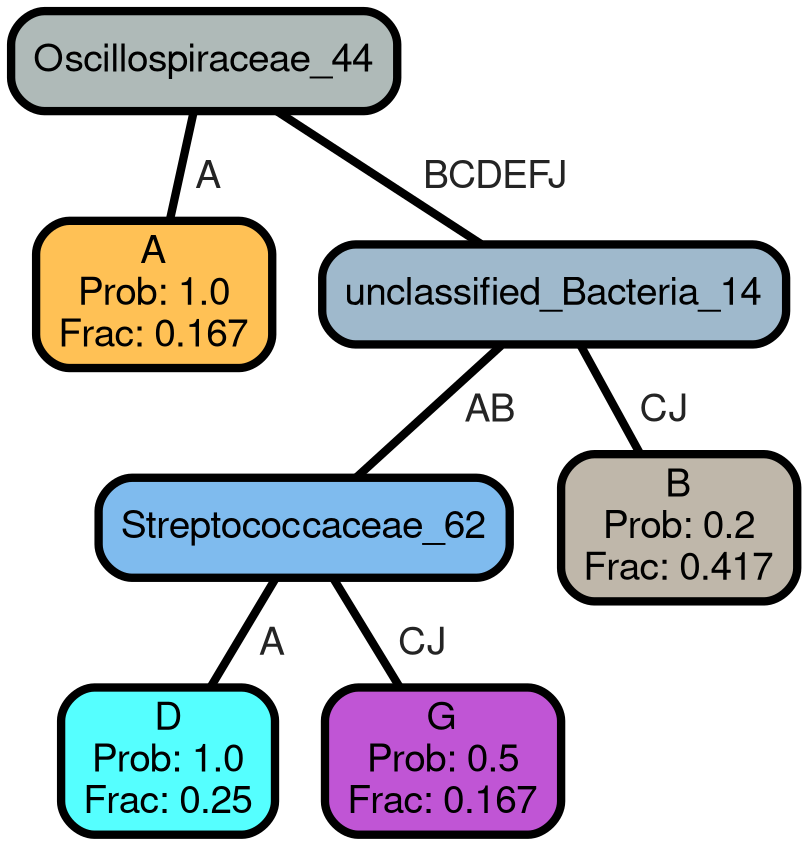 Oscillospiraceae_44
A
BCDEFJ
A
Prob: 1.0
Frac: 0.167
unclassified_Bacteria_14
AB
CJ
Streptococcaceae_62
B
Prob: 0.2
Frac: 0.417
A
CJ
D
Prob: 1.0
Frac: 0.25
G
Prob: 0.5
Frac: 0.167